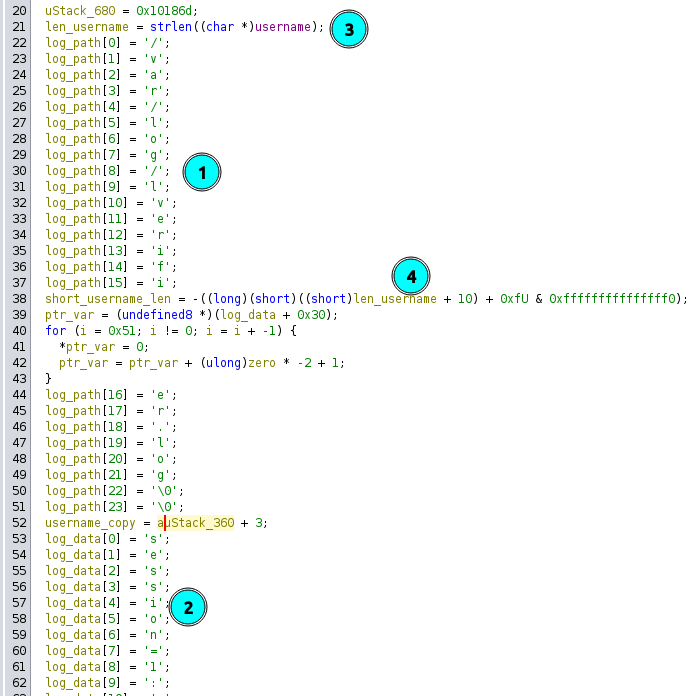 20 uStack_680 = 0x10186d;
21 len_username = strlen((char *)username); 3
22 log_path[0] = '/';
23 log_path[1] = 'v';
24 log_path[2] = 'a';
25 log_path[3] = 'r';
26 log_path[4] = '/';
27 log_path[5] = 'l';
28 log_path[6] = 'o';
29 log_path[7] = 'g';
30 log_path[8] = '/'; 1
31 log_path[9] = 'l';
32 log_path[10] = 'v';
33 log_path[11] = 'e';
34 log_path[12] = 'r';
35 log_path[13] = 'i';
36 log_path[14] = 'f'; 4
37 log_path[15] = 'i';
38 short_username_len = -((long)(short)((short)len_username + 10) + 0xfU & 0xfffffffffffffff0);
39 ptr_var = (undefined8 *)(log_data + 0x30);
40 for (i = 0x51; i != 0; i = i + -1) {
41 *ptr_var = 0;
42 ptr_var = ptr_var + (ulong)zero * -2 + 1;
43 }
44 log_path[16] = 'e';
45 log_path[17] = 'r';
46 log_path[18] = '.';
47 log_path[19] = 'l';
48 log_path[20] = 'o';
49 log_path[21] = 'g';
50 log_path[22] = '\0';
51 log_path[23] = '\0';
52 username_copy = auStack_360 + 3;
53 log_data[0] = 's';
54 log_data[1] = 'e';
55 log_data[2] = 's';
56 log_data[3] = 's';
57 log_data[4] = 'i'; 2
58 log_data[5] = 'o';
59 log_data[6] = 'n';
60 log_data[7] = '=';
61 log_data[8] = '1';
62 log_data[9] = ':';